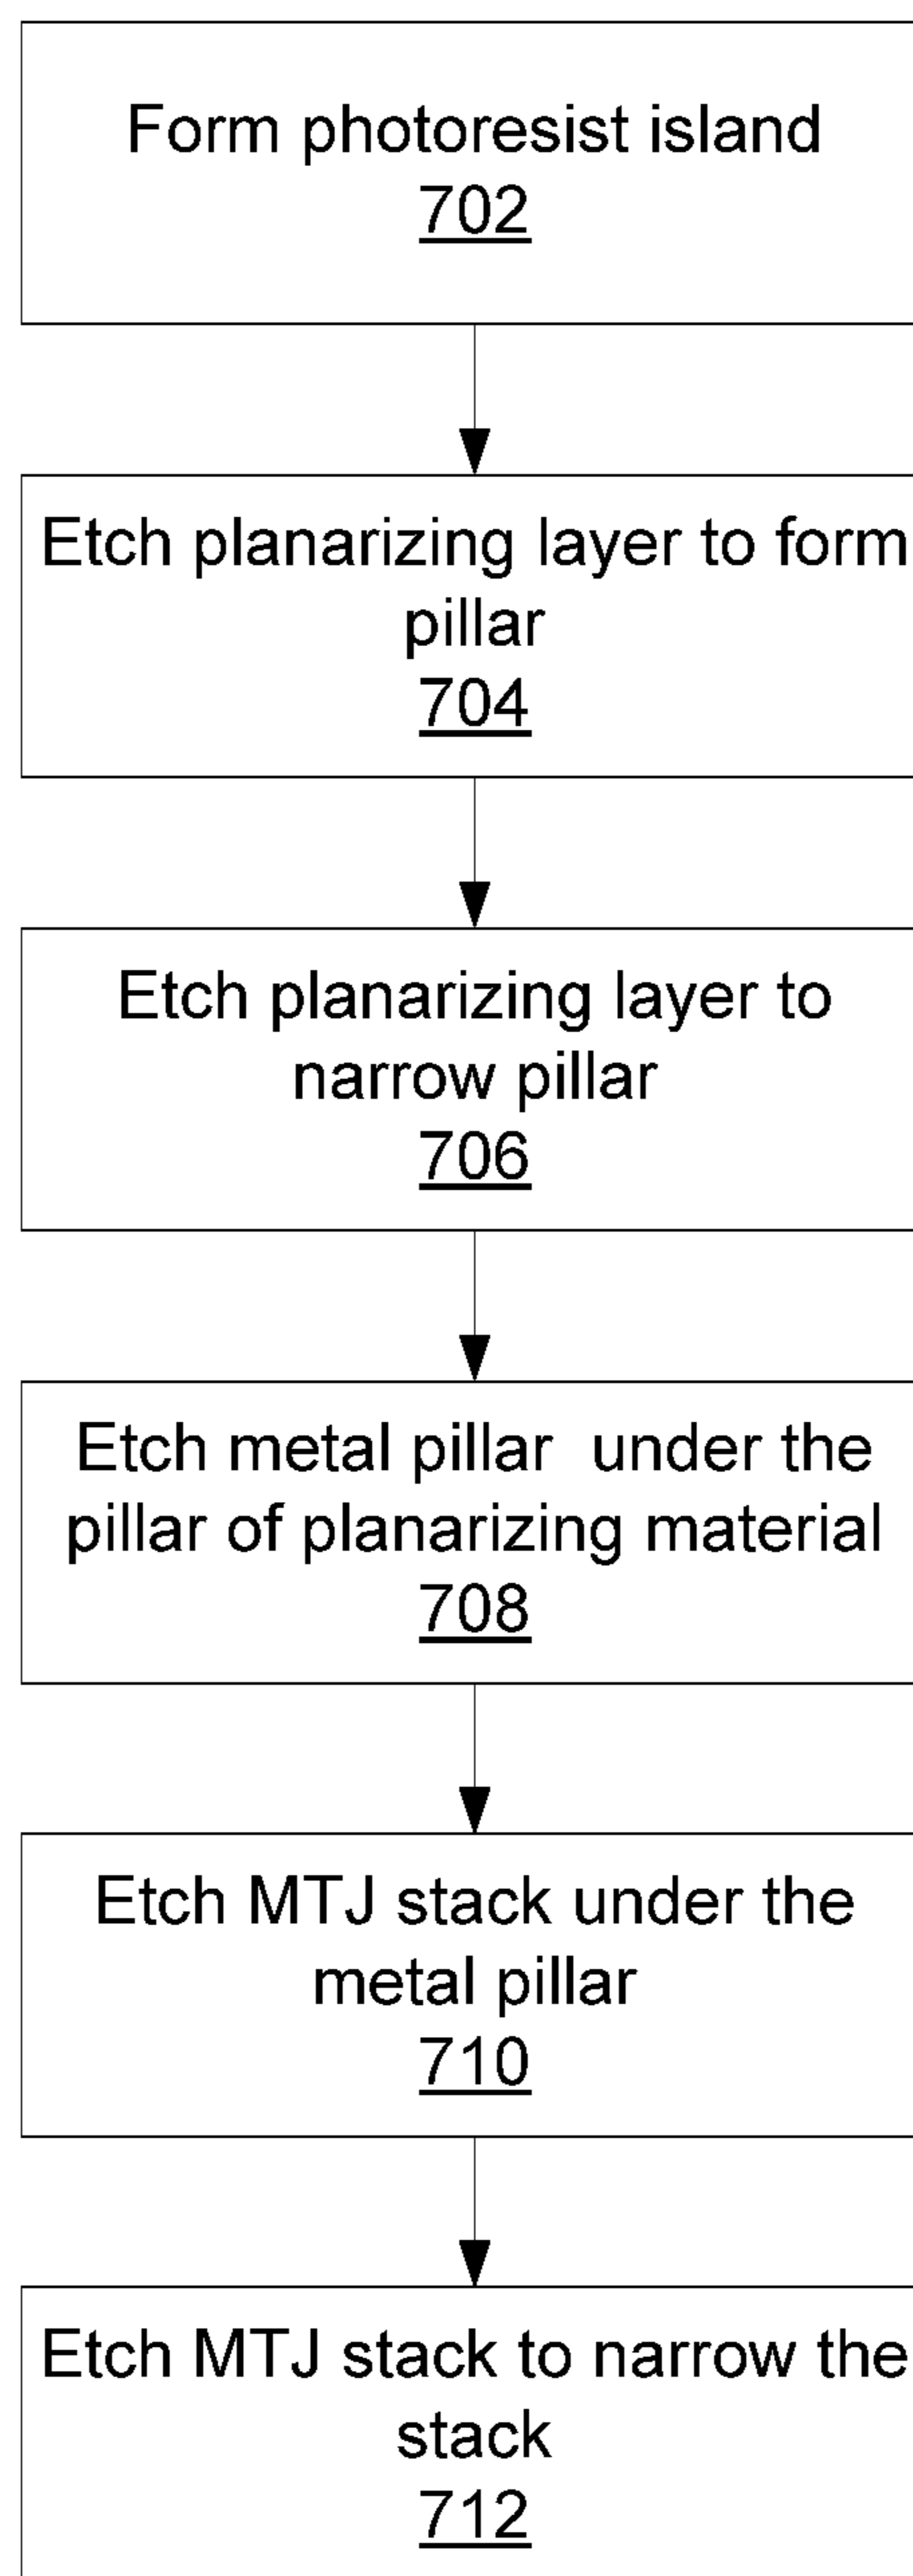 Form photoresist island
702
Etch planarizing layer to form
pillar
704
Etch planarizing layer to
narrow pillar
706
Etch metal pillar under the
pillar of planarizing material
708
Etch MTJ stack under the
metal pillar
710
Etch MTJ stack to narrow the
stack
712